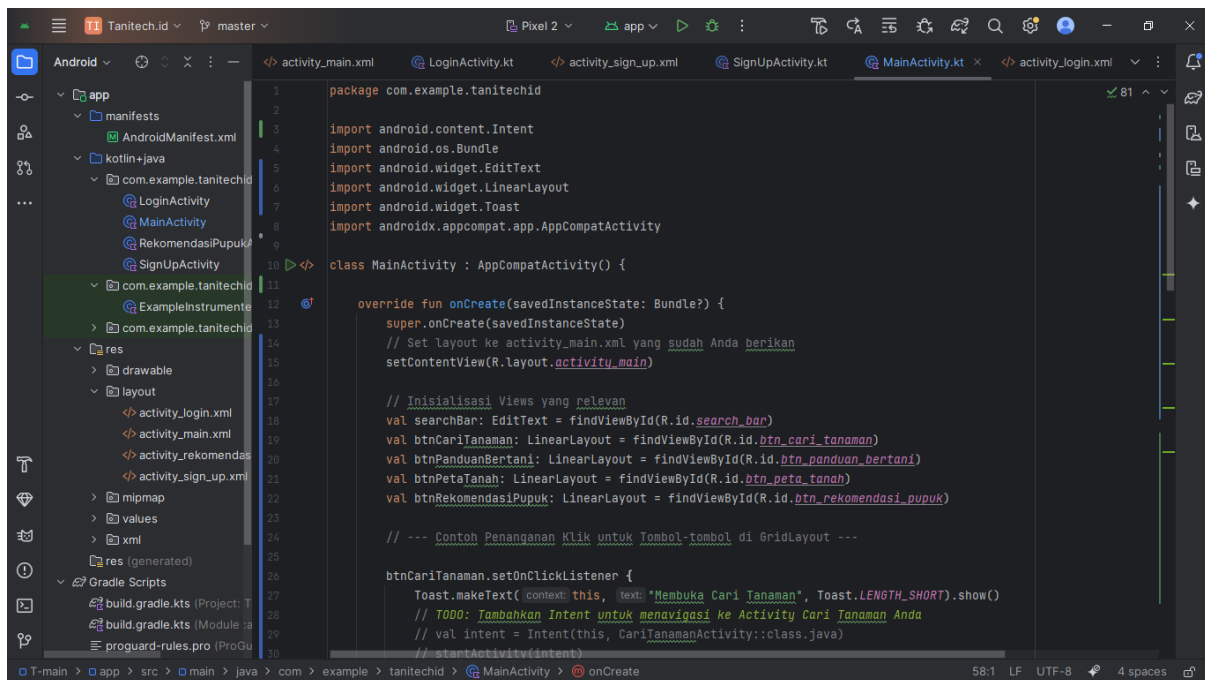 TI Tanitech.id master Pixel 2 app
Android
activity_main.xml LoginActivity.kt activity_sign_up.xml SignUpActivity.kt MainActivity.kt activity_login.xml
app
manifests
AndroidManifest.xml
kotlin+java
com.example.tanitechid
LoginActivity
MainActivity
RekomendasiPupukA
SignUpActivity
com.example.tanitechid
ExampleInstrumente
com.example.tanitechid
res
drawable
layout
activity_login.xml
activity_main.xml
activity_rekomendas
activity_sign_up.xml
mipmap
values
xml
res (generated)
Gradle Scripts
build.gradle.kts (Project: T
build.gradle.kts (Module :a
proguard-rules.pro (ProGu
81
1 package com.example.tanitechid
2
3 import android.content.Intent
4 import android.os.Bundle
5 import android.widget.EditText
6 import android.widget.LinearLayout
7 import android.widget.Toast
8 import androidx.appcompat.app.AppCompatActivity
9
10 class MainActivity : AppCompatActivity() {
11
12 override fun onCreate(savedInstanceState: Bundle?) {
13 super.onCreate(savedInstanceState)
14 // Set layout ke activity_main.xml yang sudah Anda berikan
15 setContentView(R.layout.activity_main)
16
17 // Inisialisasi Views yang relevan
18 val searchBar: EditText = findViewById(R.id.search_bar)
19 val btnCariTanaman: LinearLayout = findViewById(R.id.btn_cari_tanaman)
20 val btnPanduanBertani: LinearLayout = findViewById(R.id.btn_panduan_bertani)
21 val btnPetaTanah: LinearLayout = findViewById(R.id.btn_peta_tanah)
22 val btnRekomendasiPupuk: LinearLayout = findViewById(R.id.btn_rekomendasi_pupuk)
23
24 // --- Contoh Penanganan Klik untuk Tombol-tombol di GridLayout ---
25
26 btnCariTanaman.setOnClickListener {
27 Toast.makeText( context: this, text: "Membuka Cari Tanaman", Toast.LENGTH_SHORT).show()
28 // TODO: Tambahkan Intent untuk menavigasi ke Activity Cari Tanaman Anda
29 // val intent = Intent(this, CariTanamanActivity::class.java)
30 // startActivity(intent)
T-main > app > src > main > java > com > example > tanitechid > MainActivity > onCreate 58:1 LF UTF-8 4 spaces